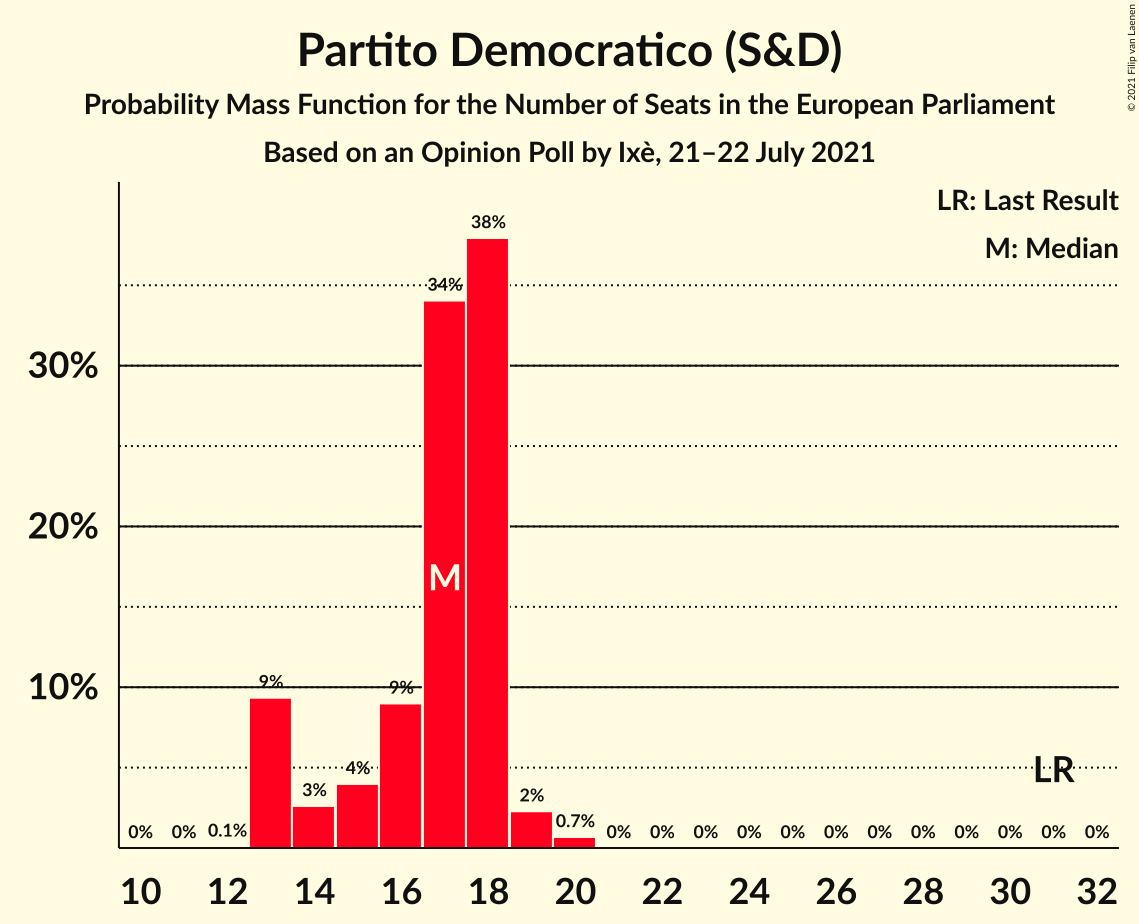 Partito Democratico (S&D)
Probability Mass Function for the Number of Seats in the European Parliament
Based on an Opinion Poll by Ixè, 21–22 July 2021
© 2021 Filip van Laenen
LR: Last Result
M: Median
38%
34%
30%
20%
M
10%
9%
9%
LR
4%
3%
2%
0.7%
0% 0% 0.1% 0% 0% 0% 0% 0% 0% 0% 0% 0% 0% 0% 0%
10 12 14 16 18 20 22 24 26 28 30 32